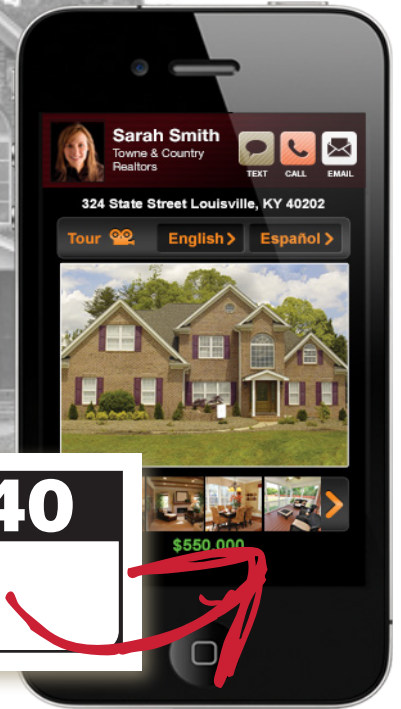 Sarah Smith
Towne & Country
Realtors
TEXT CALL EMAIL
324 State Street Louisville, KY 40202
Tour English Español
40
$550,000